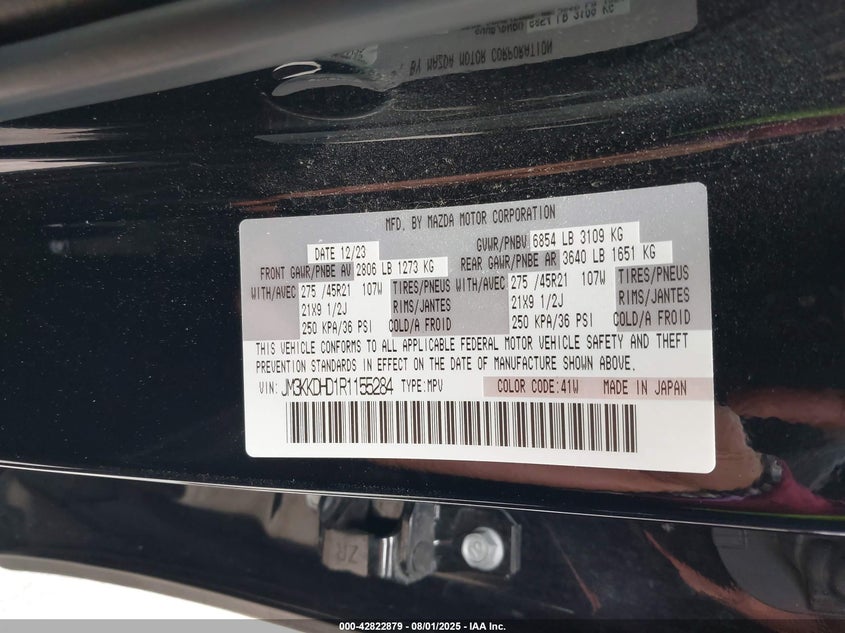 MFD. BY MAZDA MOTOR CORPORATION
DATE 12/23 GVWR/PNBV 6854 LB 3109 KG
FRONT GAWR/PNBE AV 2806 LB 1273 KG REAR GAWR/PNBE AR 3640 LB 1651 KG
WITH/AVEC 275 /45R21 107W TIRES/PNEUS WITH/AVEC 275 /45R21 107W TIRES/PNEUS
21X9 1/2J RIMS/JANTES 21X9 1/2J RIMS/JANTES
250 KPA/36 PSI COLD/A FROID 250 KPA/36 PSI COLD/A FROID
THIS VEHICLE CONFORMS TO ALL APPLICABLE FEDERAL MOTOR VEHICLE SAFETY AND THEFT
PREVENTION STANDARDS IN EFFECT ON THE DATE OF MANUFACTURE SHOWN ABOVE.
VIN: JM3KKDHD1R1155284 TYPE:MPV COLOR CODE:41W MADE IN JAPAN
ZR
000-42822879 - 08/01/2025 - IAA Inc.